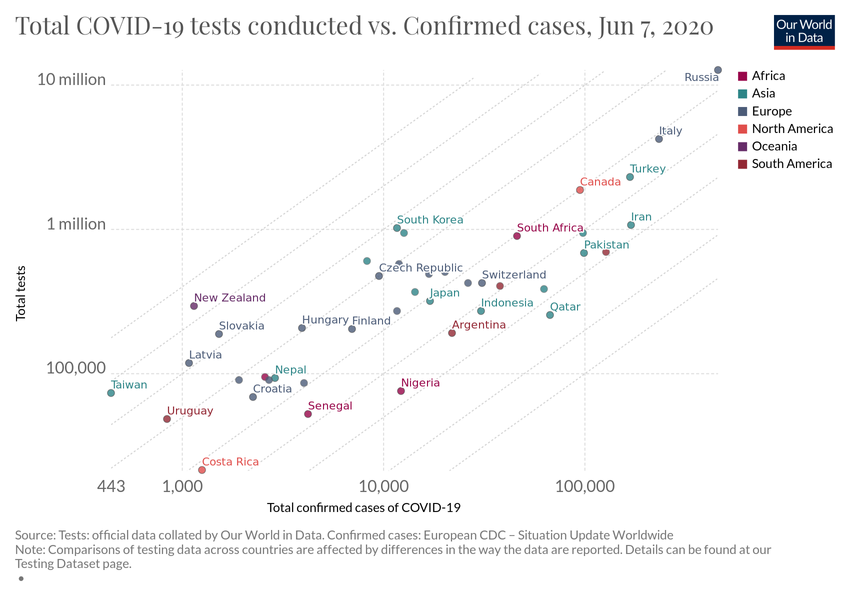 Total COVID-19 tests conducted vs. Confirmed cases, Jun 7, 2020
Our World
in Data
10 million
1 million
100,000
Total tests
443
1,000
10,000
100,000
Total confirmed cases of COVID-19
Russia
Italy
Turkey
Canada
Iran
South Korea
South Africa
Pakistan
Czech Republic
Switzerland
Japan
New Zealand
Indonesia
Qatar
Hungary
Finland
Slovakia
Argentina
Latvia
Nepal
Taiwan
Croatia
Nigeria
Uruguay
Senegal
Costa Rica
Africa
Asia
Europe
North America
Oceania
South America
Source: Tests: official data collated by Our World in Data. Confirmed cases: European CDC – Situation Update Worldwide
Note: Comparisons of testing data across countries are affected by differences in the way the data are reported. Details can be found at our
Testing Dataset page.